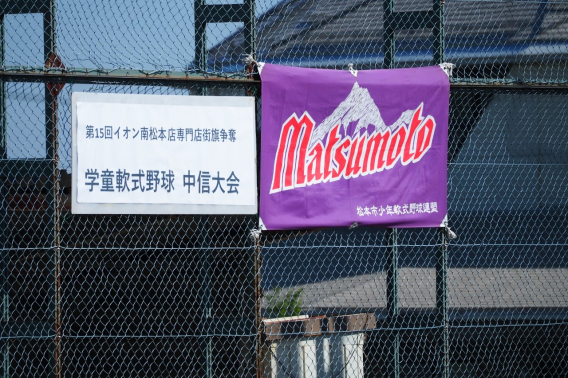 第15回イオン南松本店専門店街旗争奪
学童軟式野球 中信大会
Matsumoto
松本市少年軟式野球連盟